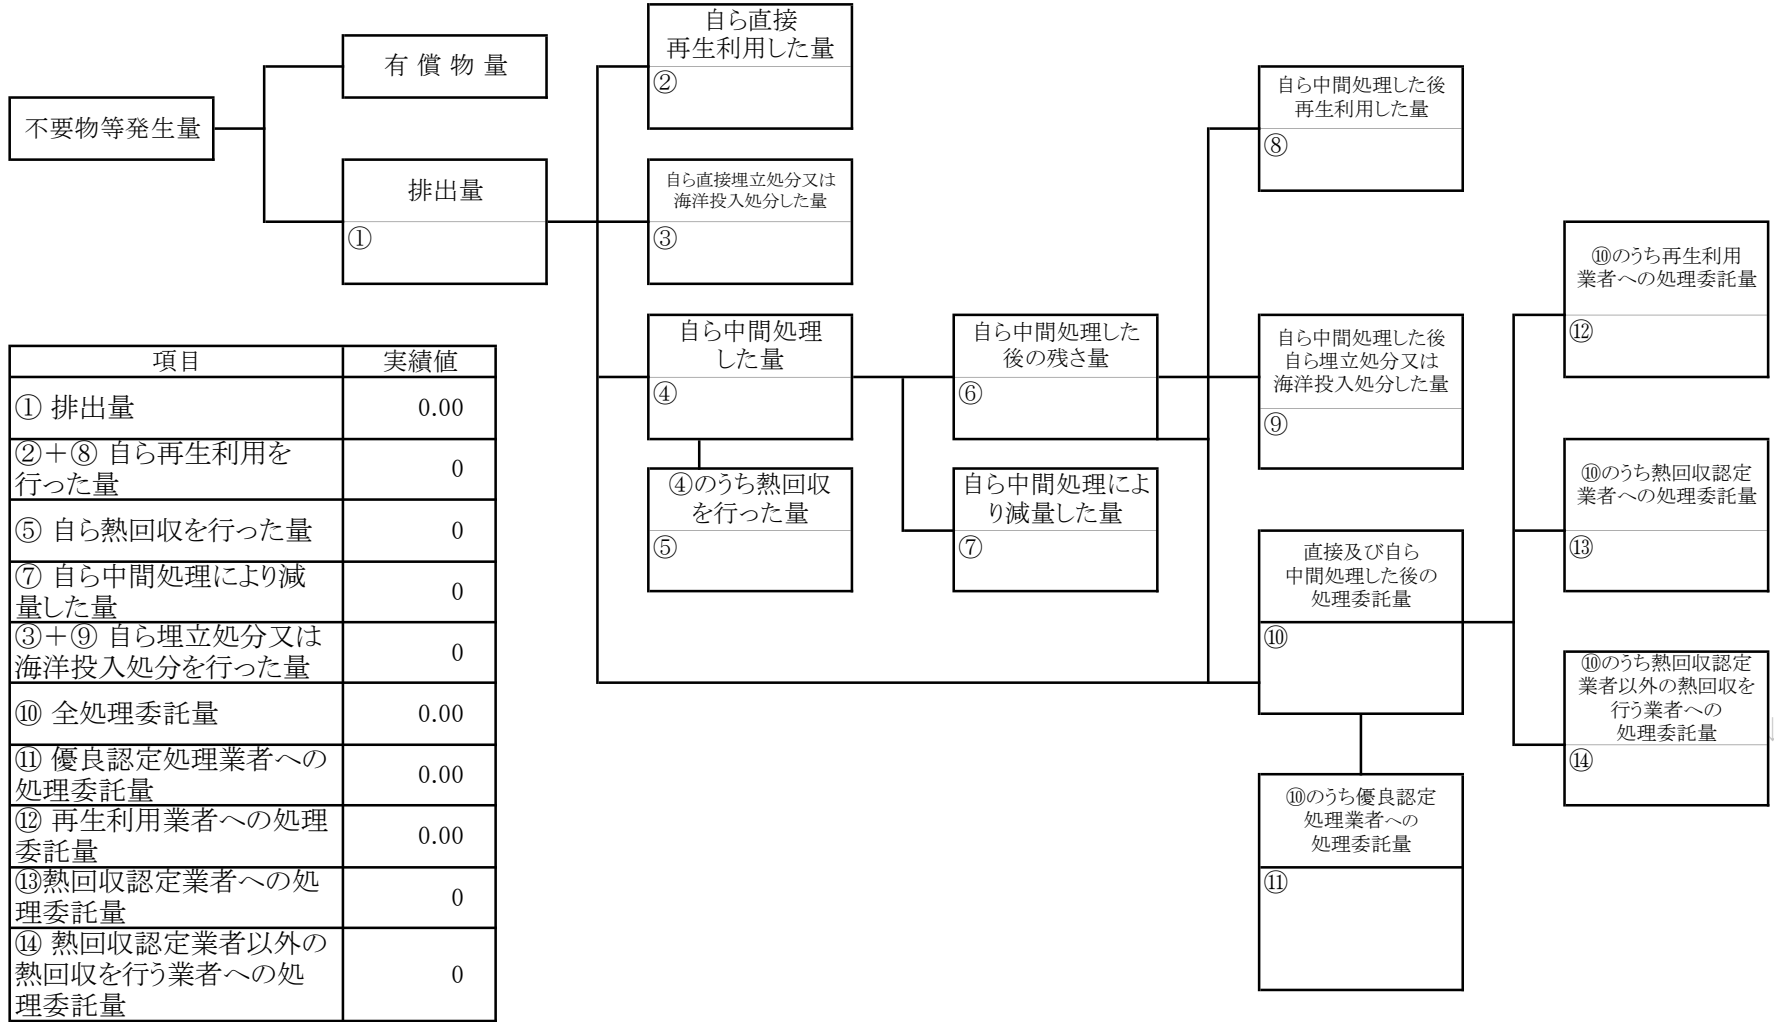 自ら直接
再生利用した量
②
有 償 物 量
不要物等発生量
排出量
①
自ら直接埋立処分又は
海洋投入処分した量
③
自ら中間処理した後
再生利用した量
⑧
自ら中間処理
した量
④
自ら中間処理した
後の残さ量
⑥
自ら中間処理した後
自ら埋立処分又は
海洋投入処分した量
⑨
④のうち熱回収
を行った量
⑤
自ら中間処理によ
り減量した量
⑦
直接及び自ら
中間処理した後の
処理委託量
⑩
⑩のうち再生利用
業者への処理委託量
⑫
⑩のうち熱回収認定
業者への処理委託量
⑬
⑩のうち熱回収認定
業者以外の熱回収を
行う業者への
処理委託量
⑭
⑩のうち優良認定
処理業者への
処理委託量
⑪
項目 実績値
① 排出量 0.00
②＋⑧ 自ら再生利用を
行った量 0
⑤ 自ら熱回収を行った量 0
⑦ 自ら中間処理により減
量した量 0
③＋⑨ 自ら埋立処分又は
海洋投入処分を行った量 0
⑩ 全処理委託量 0.00
⑪ 優良認定処理業者への
処理委託量 0.00
⑫ 再生利用業者への処理
委託量 0.00
⑬熱回収認定業者への処
理委託量 0
⑭ 熱回収認定業者以外の
熱回収を行う業者への処
理委託量 0